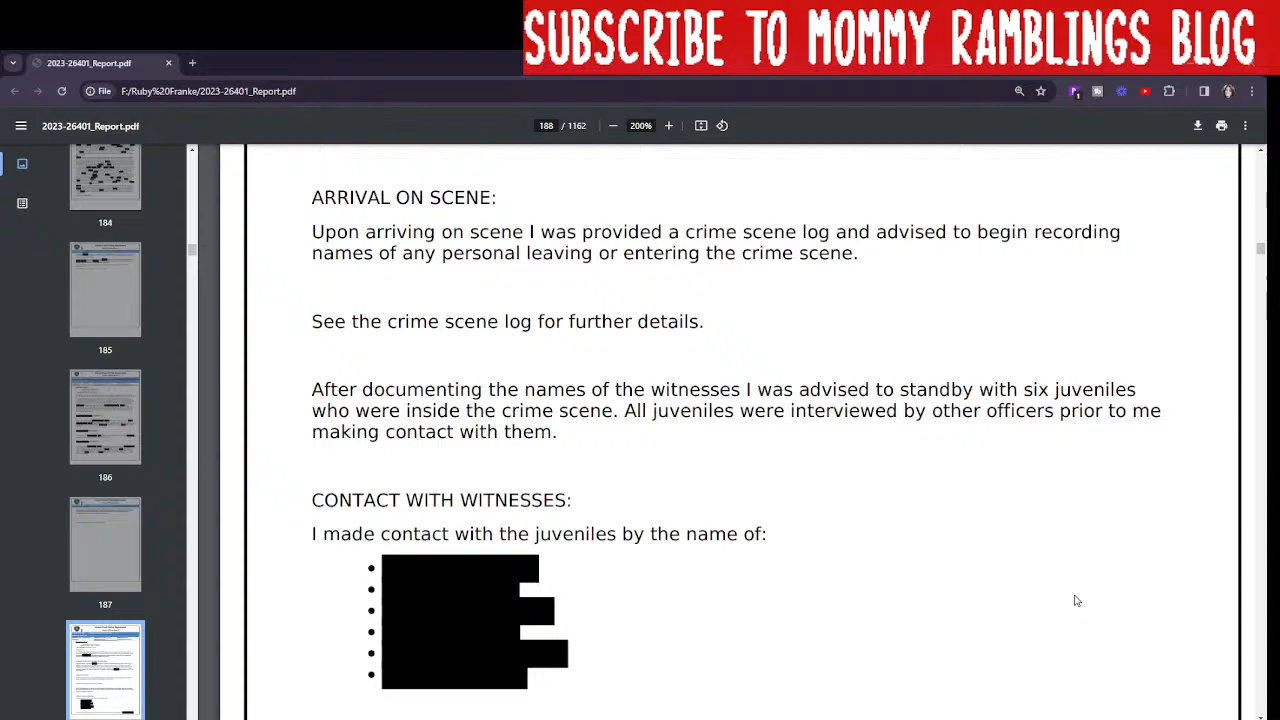 SUBSCRIBE TO MOMMY RAMBLINGS BLOG
2023-26401_Report.pdf
File F:/Ruby%20Franke/2023-26401_Report.pdf
2023-26401_Report.pdf 188 / 1162 200%
184
185
186
187
ARRIVAL ON SCENE:
Upon arriving on scene I was provided a crime scene log and advised to begin recording
names of any personal leaving or entering the crime scene.
See the crime scene log for further details.
After documenting the names of the witnesses I was advised to standby with six juveniles
who were inside the crime scene. All juveniles were interviewed by other officers prior to me
making contact with them.
CONTACT WITH WITNESSES:
I made contact with the juveniles by the name of: